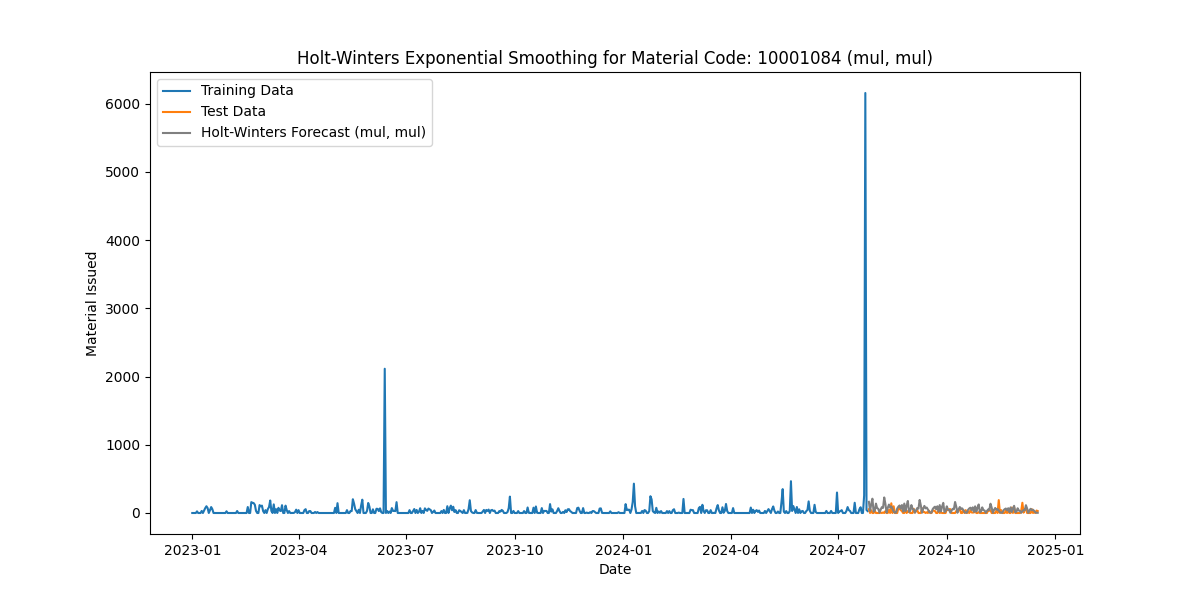 Holt-Winters Exponential Smoothing for Material Code: 10001084 (mul, mul)
Training Data
Test Data
Holt-Winters Forecast (mul, mul)
Material Issued
6000
5000
4000
3000
2000
1000
0
2023-01 2023-04 2023-07 2023-10 2024-01 2024-04 2024-07 2024-10 2025-01
Date